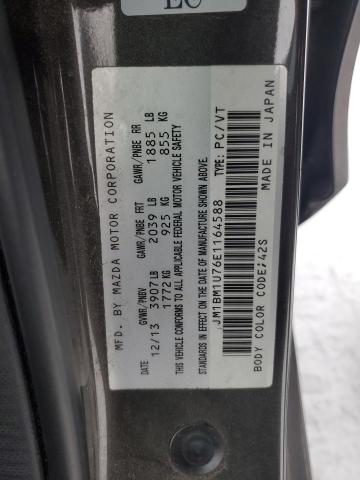 EC
MFD. BY MAZDA MOTOR CORPORATION
GVWR/PNBV GAWR/PNBE FRT GAWR/PNBE RR
DATE 12/13 3907 LB 2039 LB 1885 LB
1772 KG 925 KG 855 KG
THIS VEHICLE CONFORMS TO ALL APPLICABLE FEDERAL MOTOR VEHICLE SAFETY
STANDARDS IN EFFECT ON THE DATE OF MANUFACTURE SHOWN ABOVE.
JM1BM1U76E1164588 TYPE: PC/VT
BODY COLOR CODE:42S MADE IN JAPAN